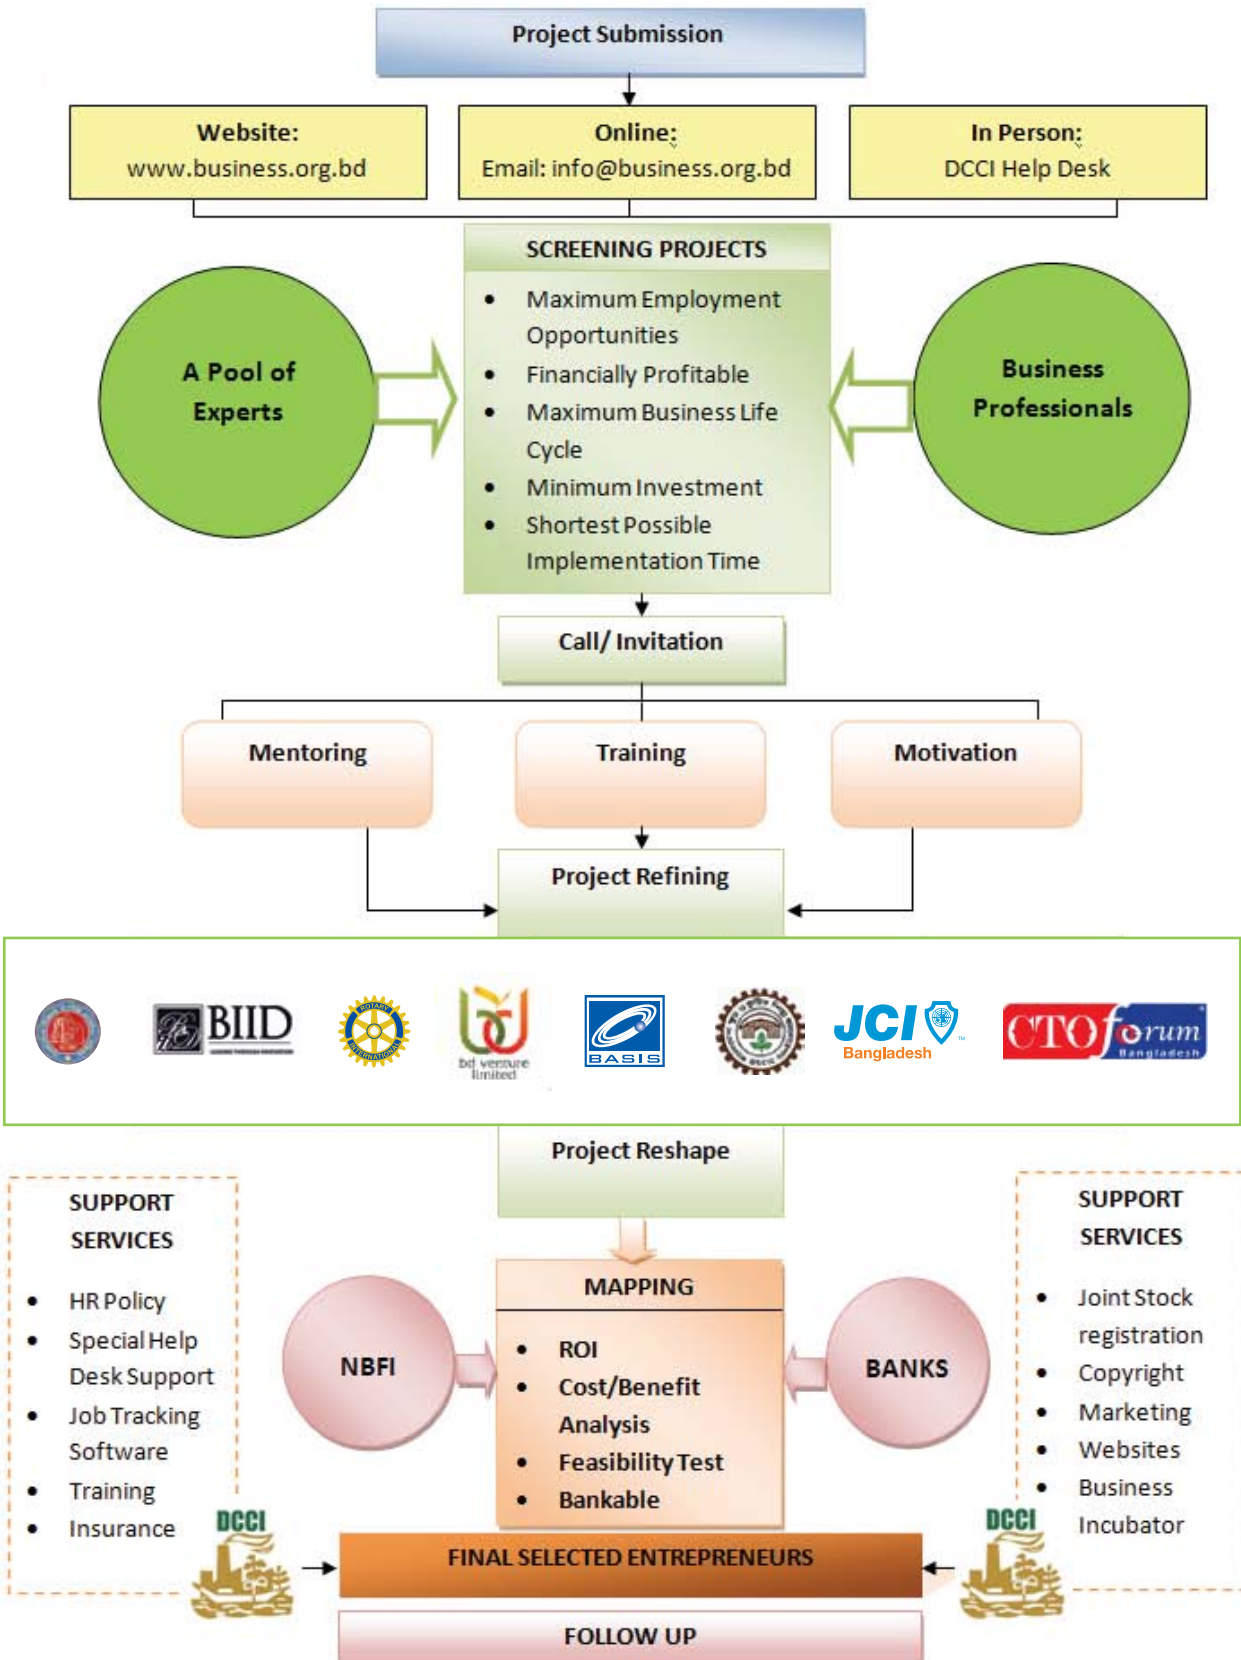 Project Submission
Website:
www.business.org.bd
Online:
Email: info@business.org.bd
In Person:
DCCI Help Desk
SCREENING PROJECTS
• Maximum Employment
Opportunities
• Financially Profitable
• Maximum Business Life
Cycle
• Minimum Investment
• Shortest Possible
Implementation Time
A Pool of
Experts
Business
Professionals
Call/ Invitation
Mentoring
Training
Motivation
Project Refining
BIID
ROTARY
INTERNATIONAL
bd venture
limited
BASIS
JCI
Bangladesh
CTO forum
Bangladesh
Project Reshape
SUPPORT
SERVICES
• HR Policy
• Special Help
Desk Support
• Job Tracking
Software
• Training
• Insurance
DCCI
NBFI
MAPPING
• ROI
• Cost/Benefit
Analysis
• Feasibility Test
• Bankable
BANKS
SUPPORT
SERVICES
• Joint Stock
registration
• Copyright
• Marketing
• Websites
• Business
Incubator
DCCI
FINAL SELECTED ENTREPRENEURS
FOLLOW UP